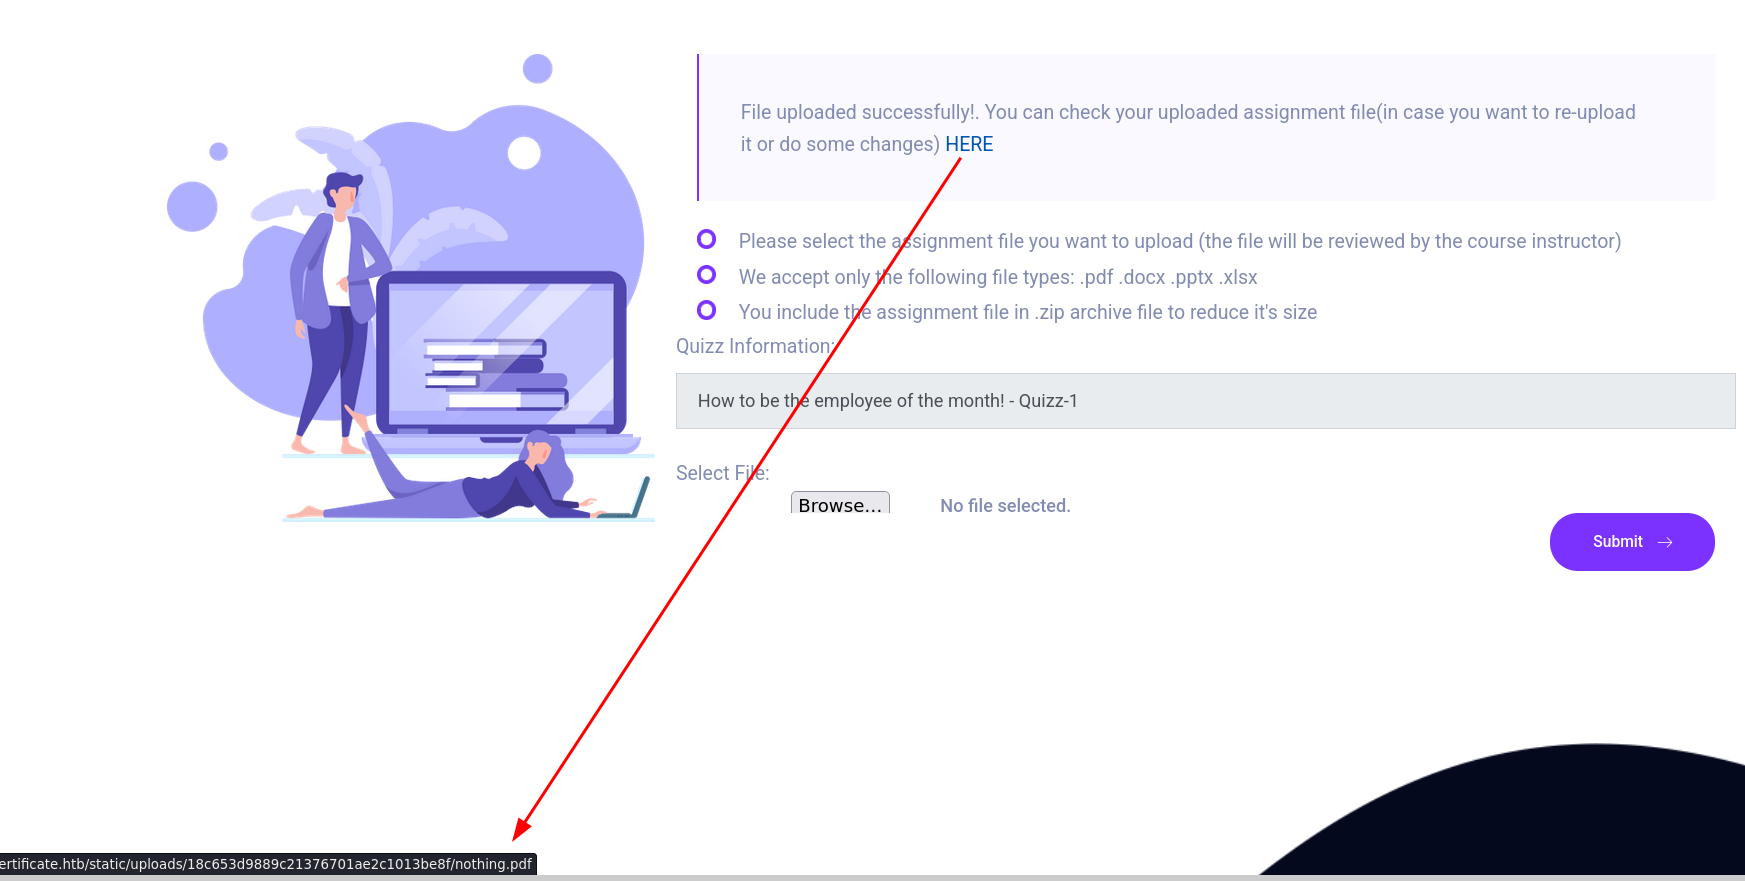 File uploaded successfully!. You can check your uploaded assignment file(in case you want to re-upload
it or do some changes) HERE
Please select the assignment file you want to upload (the file will be reviewed by the course instructor)
We accept only the following file types: .pdf .docx .pptx .xlsx
You include the assignment file in .zip archive file to reduce it's size
Quizz Information:
How to be the employee of the month! - Quizz-1
Select File:
Browse... No file selected.
Submit
ertificate.htb/static/uploads/18c653d9889c21376701ae2c1013be8f/nothing.pdf